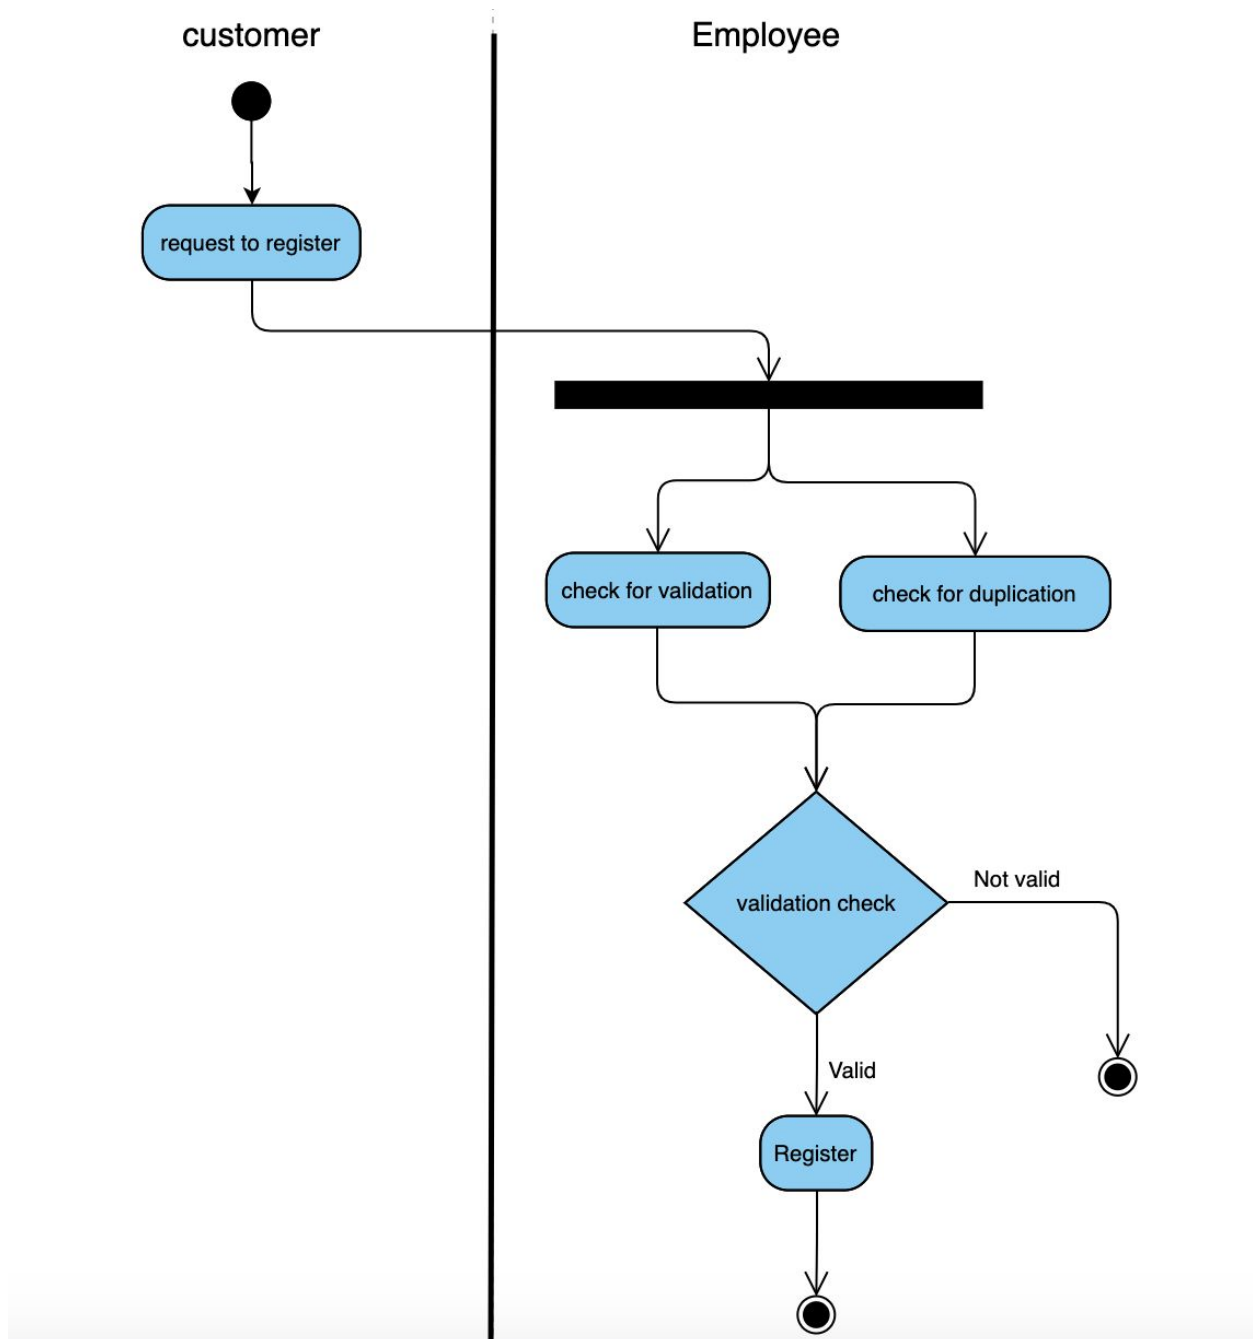 customer
Employee
request to register
check for validation
check for duplication
validation check
Not valid
Valid
Register